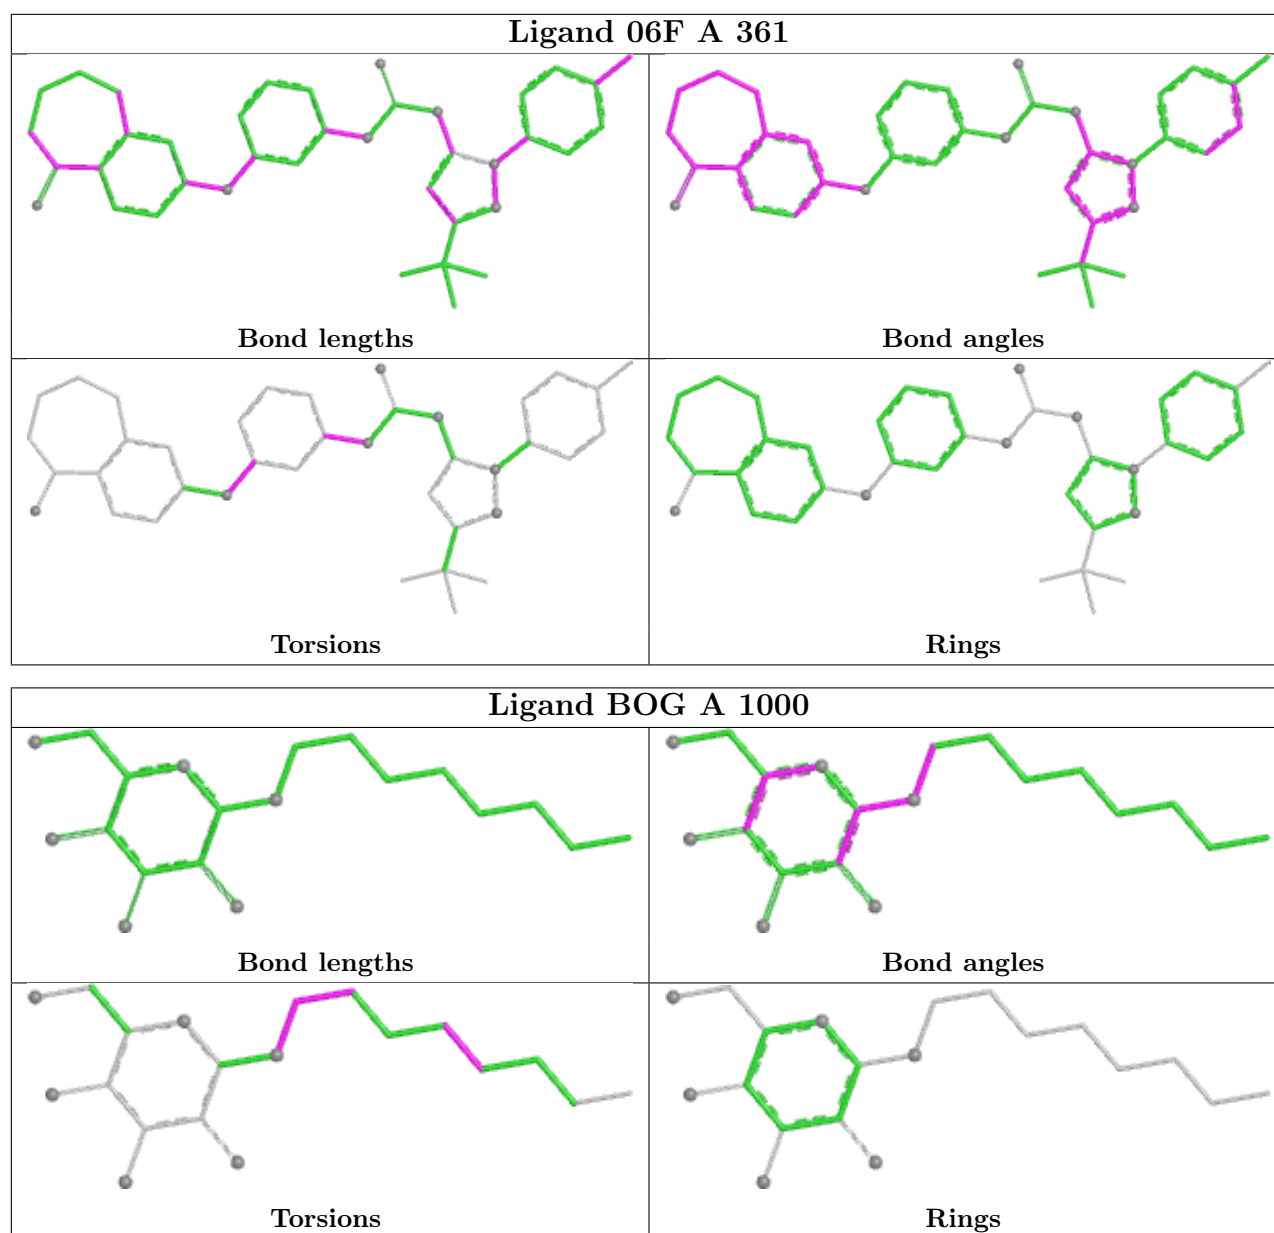 Ligand 06F A 361
Bond lengths
Bond angles
Torsions
Rings
Ligand BOG A 1000
Bond lengths
Bond angles
Torsions
Rings